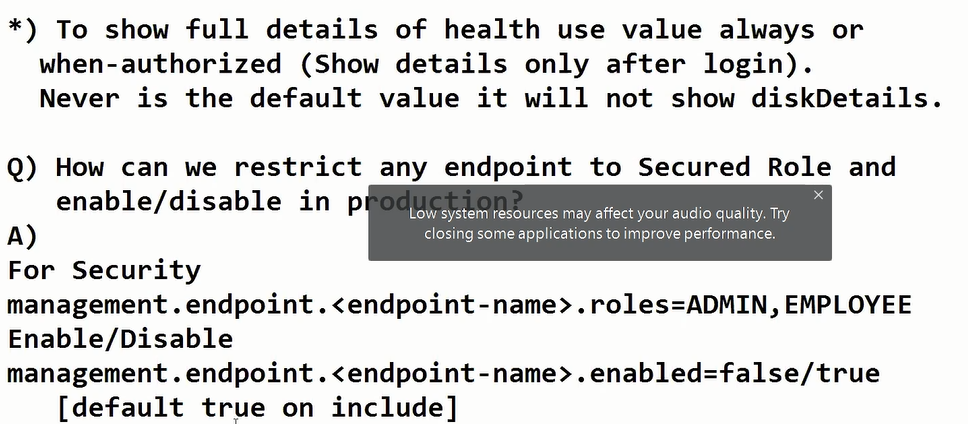 *) To show full details of health use value always or
when-authorized (Show details only after login).
Never is the default value it will not show diskDetails.
Q) How can we restrict any endpoint to Secured Role and
enable/disable in production?
Low system resources may affect your audio quality. Try
closing some applications to improve performance.
A)
For Security
management.endpoint.<endpoint-name>.roles=ADMIN,EMPLOYEE
Enable/Disable
management.endpoint.<endpoint-name>.enabled=false/true
[default true on include]